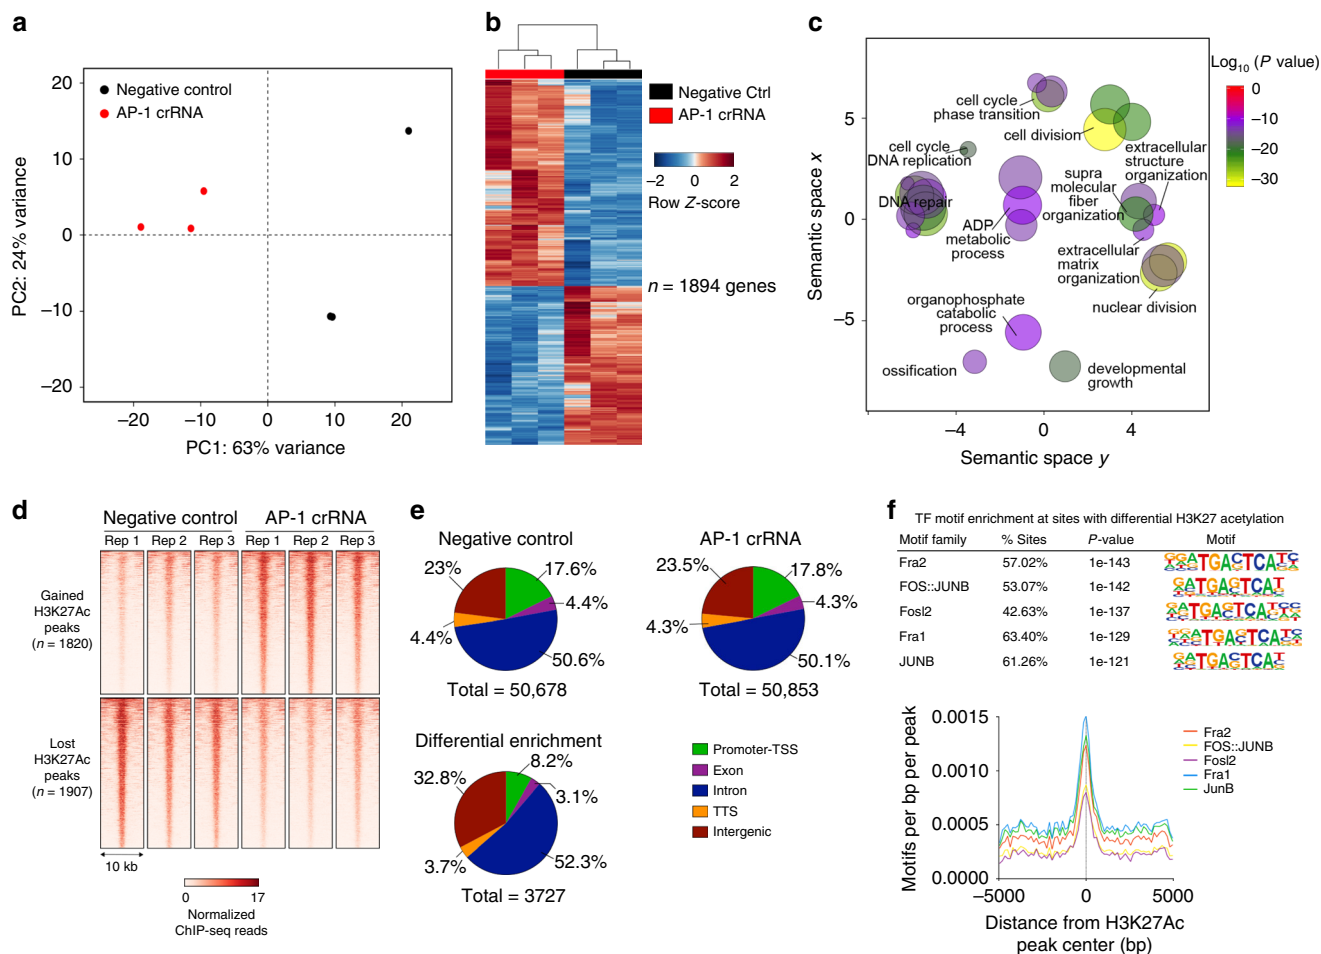 a
20
10
0
−10
−20
PC2: 24% variance
Negative control
AP-1 crRNA
−20
−10
0
10
20
PC1: 63% variance
b
Negative Ctrl
AP-1 crRNA
−2
0
2
Row Z-score
n = 1894 genes
c
5
0
−5
Semantic space x
cell cycle
phase transition
cell division
cell cycle
DNA replication
extracellular
structure
organization
supra
molecular
fiber
organization
DNA repair
ADP
metabolic
process
extracellular
matrix
organization
nuclear division
organophosphate
catabolic
process
ossification
developmental
growth
−4
0
4
Semantic space y
Log10 (P value)
0
−10
−20
−30
d
Negative control
AP-1 crRNA
Rep 1 Rep 2 Rep 3 Rep 1 Rep 2 Rep 3
Gained
H3K27Ac
peaks
(n = 1820)
Lost
H3K27Ac
peaks
(n = 1907)
10 kb
0
17
Normalized
ChIP-seq reads
e
Negative control
23%
17.6%
4.4%
4.4%
50.6%
Total = 50,678
AP-1 crRNA
23.5%
17.8%
4.3%
4.3%
50.1%
Total = 50,853
Differential enrichment
32.8%
8.2%
3.1%
3.7%
52.3%
Total = 3727
Promoter-TSS
Exon
Intron
TTS
Intergenic
f
TF motif enrichment at sites with differential H3K27 acetylation
Motif family % Sites P-value Motif
Fra2 57.02% 1e-143
FOS::JUNB 53.07% 1e-142
Fosl2 42.63% 1e-137
Fra1 63.40% 1e-129
JUNB 61.26% 1e-121
0.0015
0.0010
0.0005
0.0000
Motifs per bp per peak
Fra2
FOS::JUNB
Fosl2
Fra1
JunB
−5000
0
5000
Distance from H3K27Ac
peak center (bp)